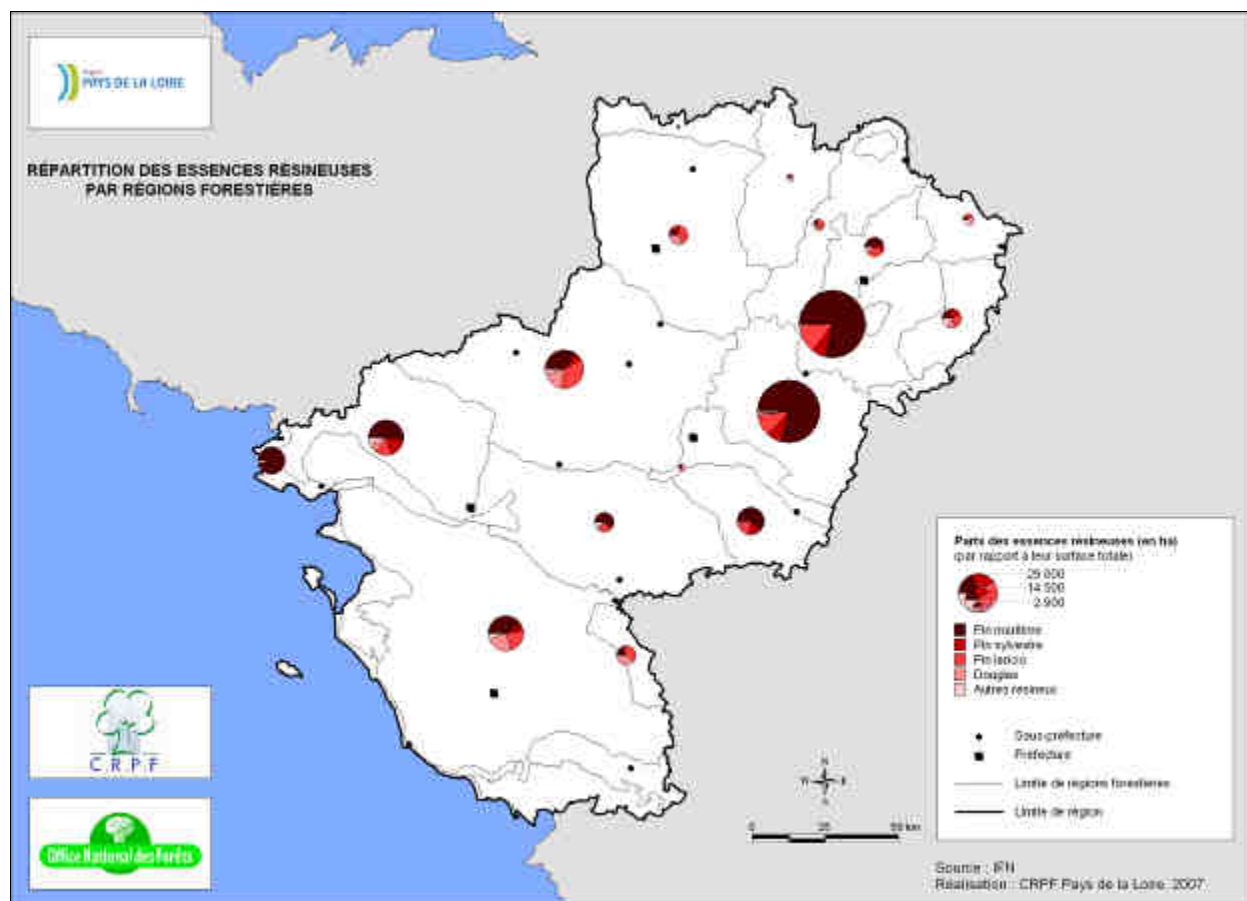 Région
PAYS DE LA LOIRE
RÉPARTITION DES ESSENCES RÉSINEUSES
PAR RÉGIONS FORESTIÈRES
Parts des essences résineuses (en ha)
(par rapport à leur surface totale)
14 500
2 900
Pin maritime
Pin sylvestre
Pin laricio
Douglas
Autres résineux
Sous-préfecture
Préfecture
Limite de régions forestières
Limite de région
C.R.P.F
Office National des Forêts
N
W E
S
0 25 50 km
Source : IFN
Réalisation : CRPF Pays de la Loire, 2007